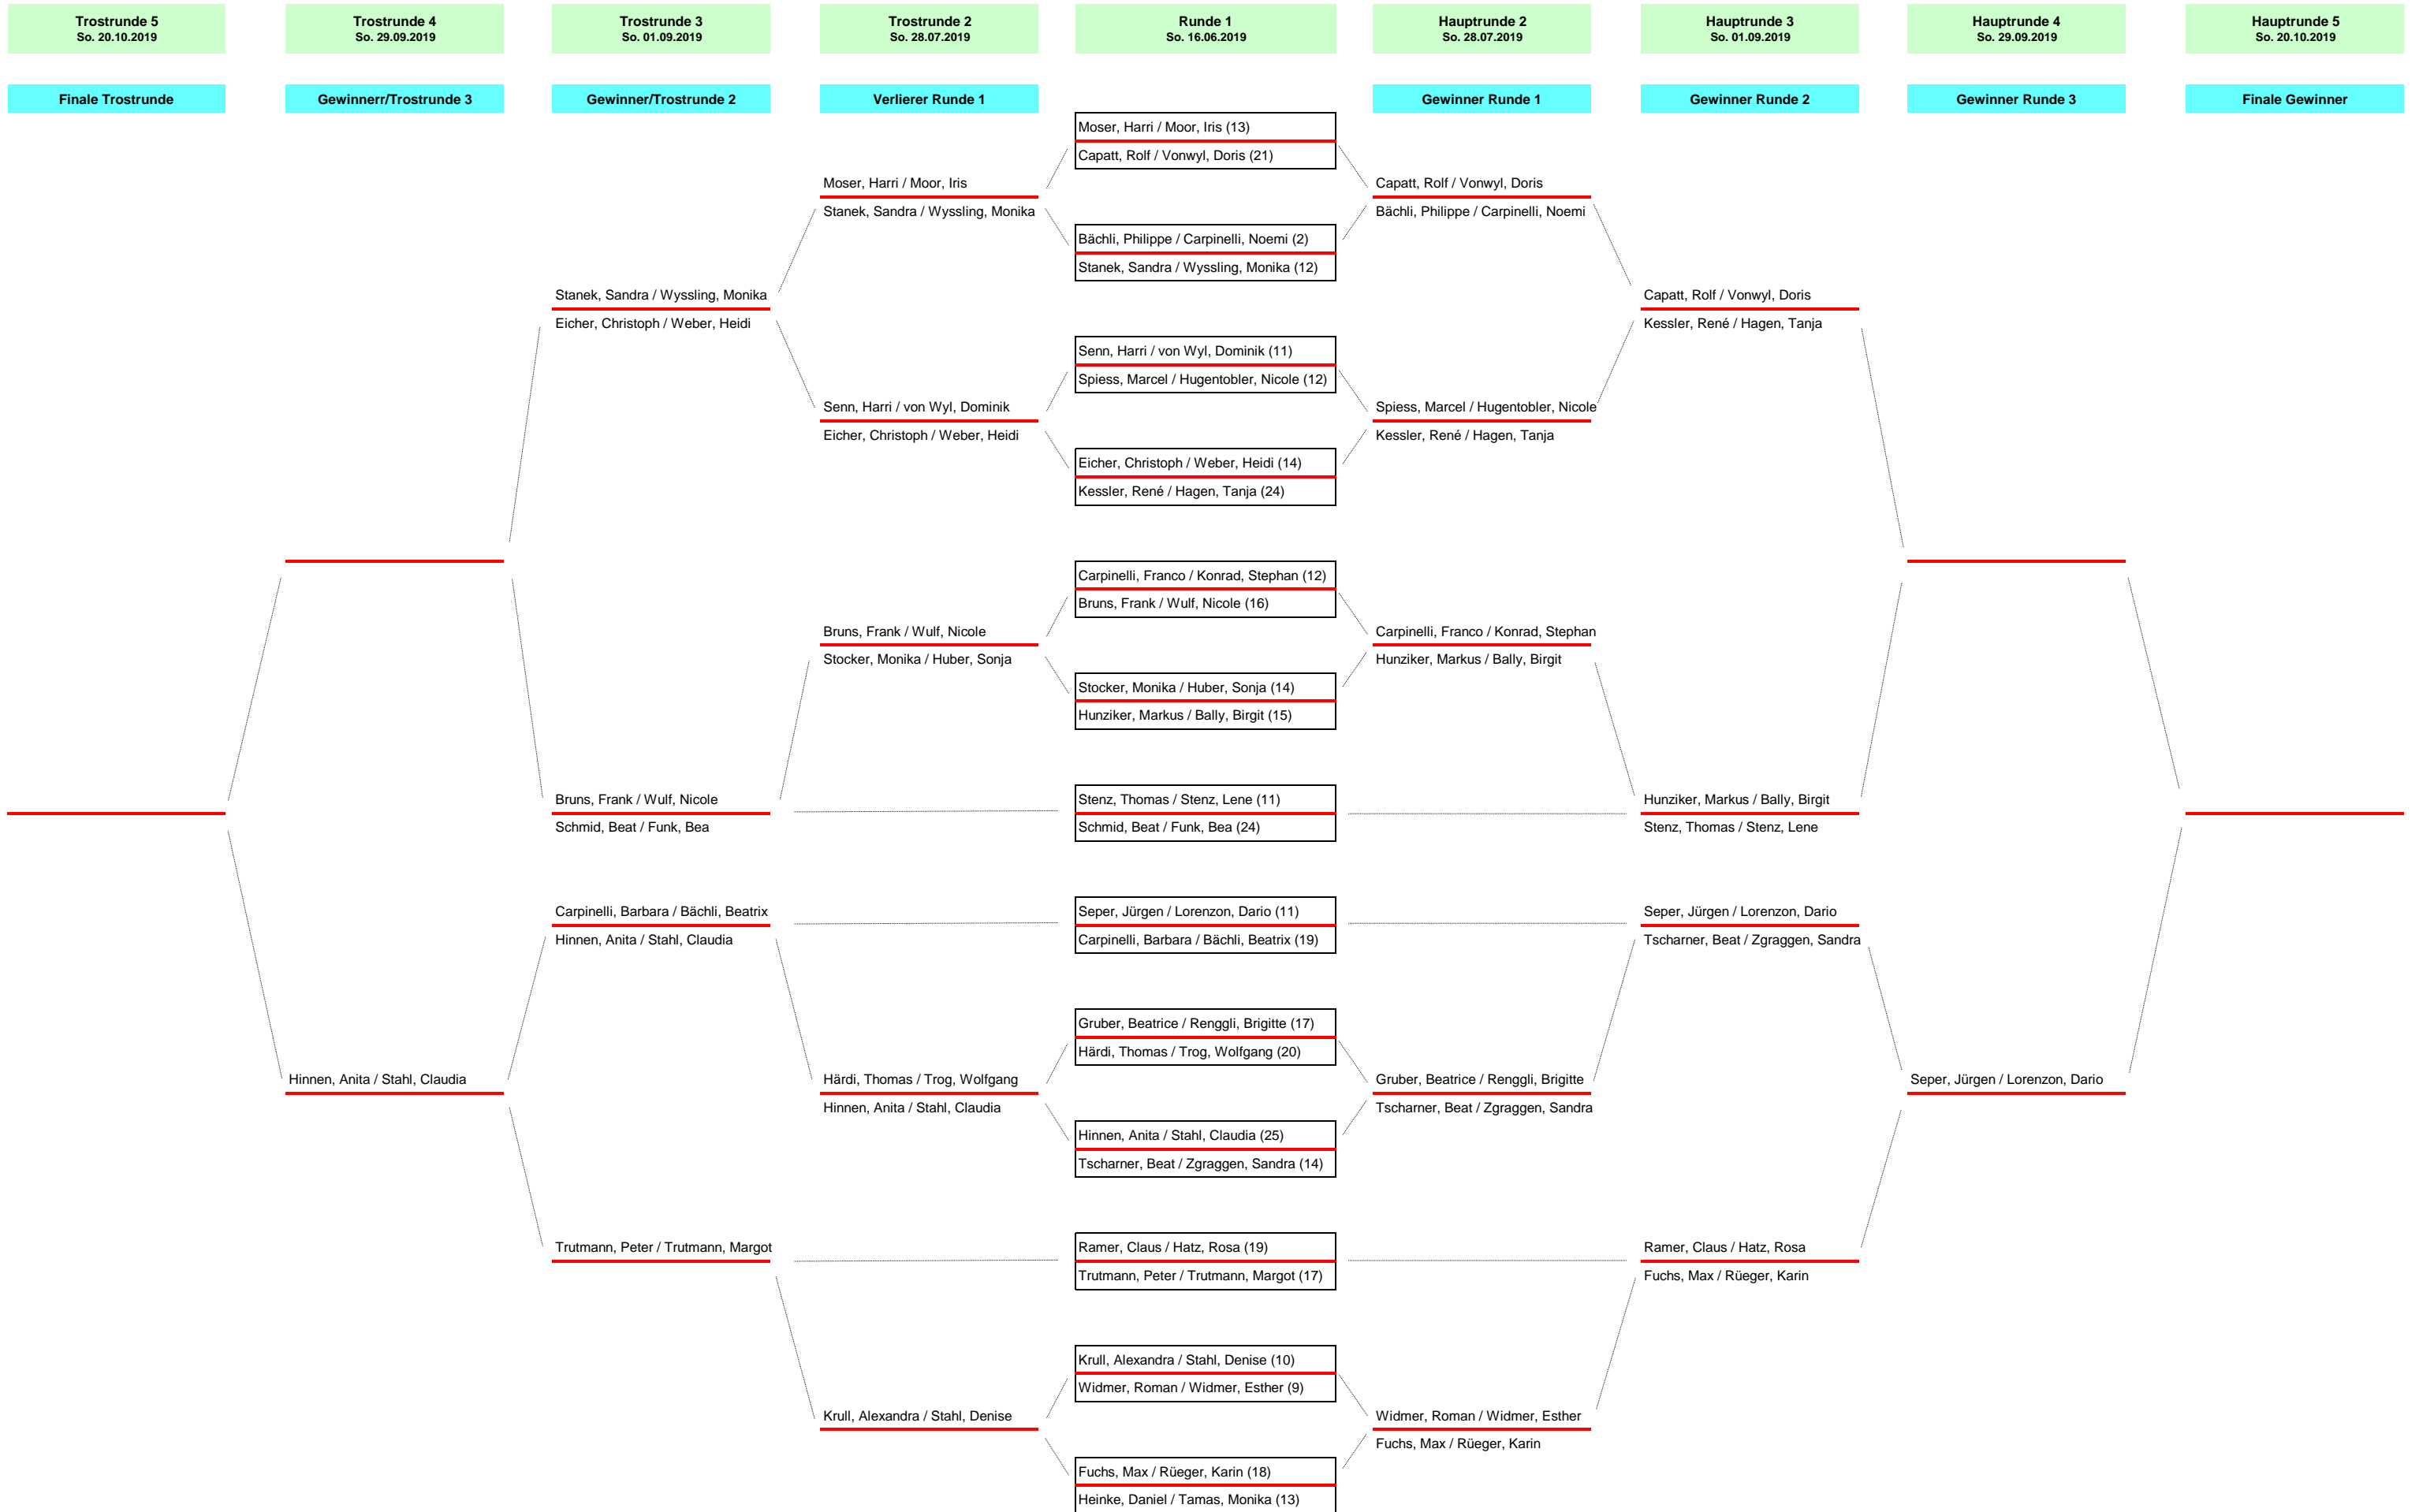 Trostrunde 5
So. 20.10.2019
Trostrunde 4
So. 29.09.2019
Trostrunde 3
So. 01.09.2019
Trostrunde 2
So. 28.07.2019
Runde 1
So. 16.06.2019
Hauptrunde 2
So. 28.07.2019
Hauptrunde 3
So. 01.09.2019
Hauptrunde 4
So. 29.09.2019
Hauptrunde 5
So. 20.10.2019
Finale Trostrunde
Gewinnerr/Trostrunde 3
Gewinner/Trostrunde 2
Verlierer Runde 1
Gewinner Runde 1
Gewinner Runde 2
Gewinner Runde 3
Finale Gewinner
Hinnen, Anita / Stahl, Claudia
Stanek, Sandra / Wyssling, Monika
Eicher, Christoph / Weber, Heidi
Bruns, Frank / Wulf, Nicole
Schmid, Beat / Funk, Bea
Carpinelli, Barbara / Bächli, Beatrix
Hinnen, Anita / Stahl, Claudia
Trutmann, Peter / Trutmann, Margot
Moser, Harri / Moor, Iris
Stanek, Sandra / Wyssling, Monika
Senn, Harri / von Wyl, Dominik
Eicher, Christoph / Weber, Heidi
Bruns, Frank / Wulf, Nicole
Stocker, Monika / Huber, Sonja
Härdi, Thomas / Trog, Wolfgang
Hinnen, Anita / Stahl, Claudia
Krull, Alexandra / Stahl, Denise
Moser, Harri / Moor, Iris (13)
Capatt, Rolf / Vonwyl, Doris (21)
Bächli, Philippe / Carpinelli, Noemi (2)
Stanek, Sandra / Wyssling, Monika (12)
Senn, Harri / von Wyl, Dominik (11)
Spiess, Marcel / Hugentobler, Nicole (12)
Eicher, Christoph / Weber, Heidi (14)
Kessler, René / Hagen, Tanja (24)
Carpinelli, Franco / Konrad, Stephan (12)
Bruns, Frank / Wulf, Nicole (16)
Stocker, Monika / Huber, Sonja (14)
Hunziker, Markus / Bally, Birgit (15)
Stenz, Thomas / Stenz, Lene (11)
Schmid, Beat / Funk, Bea (24)
Seper, Jürgen / Lorenzon, Dario (11)
Carpinelli, Barbara / Bächli, Beatrix (19)
Gruber, Beatrice / Renggli, Brigitte (17)
Härdi, Thomas / Trog, Wolfgang (20)
Hinnen, Anita / Stahl, Claudia (25)
Tscharner, Beat / Zgraggen, Sandra (14)
Ramer, Claus / Hatz, Rosa (19)
Trutmann, Peter / Trutmann, Margot (17)
Krull, Alexandra / Stahl, Denise (10)
Widmer, Roman / Widmer, Esther (9)
Fuchs, Max / Rüeger, Karin (18)
Heinke, Daniel / Tamas, Monika (13)
Capatt, Rolf / Vonwyl, Doris
Bächli, Philippe / Carpinelli, Noemi
Spiess, Marcel / Hugentobler, Nicole
Kessler, René / Hagen, Tanja
Carpinelli, Franco / Konrad, Stephan
Hunziker, Markus / Bally, Birgit
Gruber, Beatrice / Renggli, Brigitte
Tscharner, Beat / Zgraggen, Sandra
Widmer, Roman / Widmer, Esther
Fuchs, Max / Rüeger, Karin
Capatt, Rolf / Vonwyl, Doris
Kessler, René / Hagen, Tanja
Hunziker, Markus / Bally, Birgit
Stenz, Thomas / Stenz, Lene
Seper, Jürgen / Lorenzon, Dario
Tscharner, Beat / Zgraggen, Sandra
Ramer, Claus / Hatz, Rosa
Fuchs, Max / Rüeger, Karin
Seper, Jürgen / Lorenzon, Dario